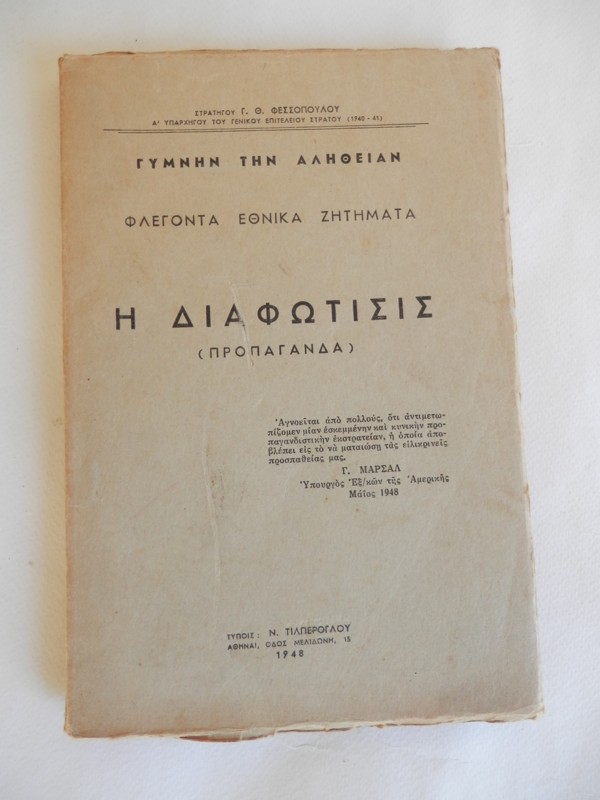 ΣΤΡΑΤΗΓΟΥ Γ. Θ. ΦΕΣΣΟΠΟΥΛΟΥ
Α' ΥΠΑΡΧΗΓΟΥ ΤΟΥ ΓΕΝΙΚΟΥ ΕΠΙΤΕΛΕΙΟΥ ΣΤΡΑΤΟΥ (1940 - 41)
ΓΥΜΝΗΝ ΤΗΝ ΑΛΗΘΕΙΑΝ
ΦΛΕΓΟΝΤΑ ΕΘΝΙΚΑ ΖΗΤΗΜΑΤΑ
Η ΔΙΑΦΩΤΙΣΙΣ
(ΠΡΟΠΑΓΑΝΔΑ)
Ἀγνοεῖται ἀπὸ πολλούς, ὅτι ἀντιμετω-
πίζομεν μίαν ἐσκεμμένην καὶ κυνικὴν προ-
παγανδιστικὴν ἐκστρατείαν, ἡ ὁποία ἀπο-
βλέπει εἰς τὸ νὰ ματαιώσῃ τὰς εἰλικρινεῖς
προσπαθείας μας.
Γ. ΜΑΡΣΑΛ
Ὑπουργὸς Ἐξ/κῶν τῆς Ἀμερικῆς
Μάϊος 1948
ΤΥΠΟΙΣ: Ν. ΤΙΛΠΕΡΟΓΛΟΥ
ΑΘΗΝΑΙ, ΟΔΟΣ ΜΕΛΙΔΩΝΗ, 15
1948